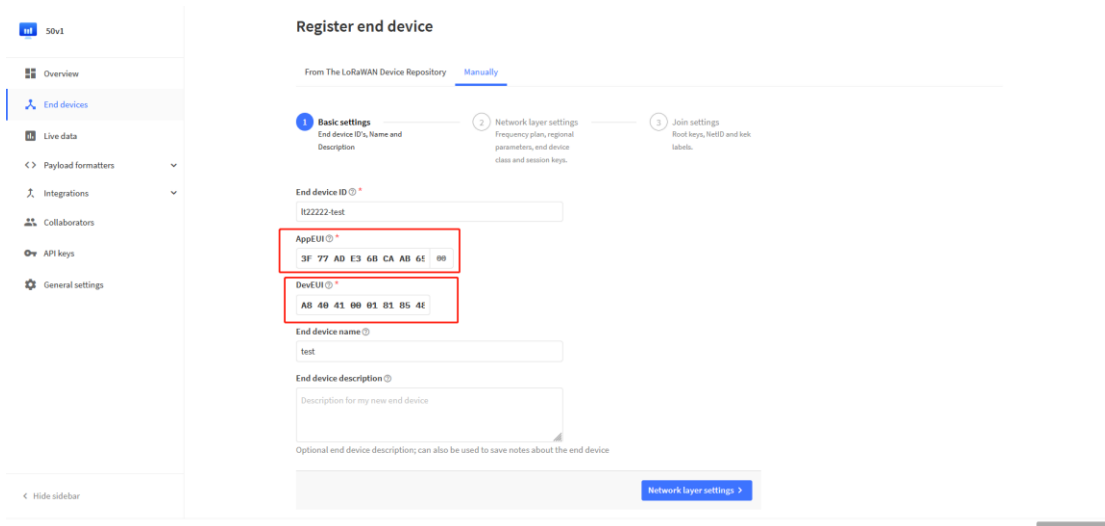 50v1
Overview
End devices
Live data
Payload formatters
Integrations
Collaborators
API keys
General settings
Hide sidebar
Register end device
From The LoRaWAN Device Repository
Manually
1
Basic settings
End device ID's, Name and
Description
2
Network layer settings
Frequency plan, regional
parameters, end device
class and session keys.
3
Join settings
Root keys, NetID and kek
labels.
End device ID *
lt22222-test
AppEUI *
3F 77 AD E3 6B CA AB 65 00
DevEUI *
A8 40 41 00 01 81 85 48
End device name
test
End device description
Description for my new end device
Optional end device description; can also be used to save notes about the end device
Network layer settings